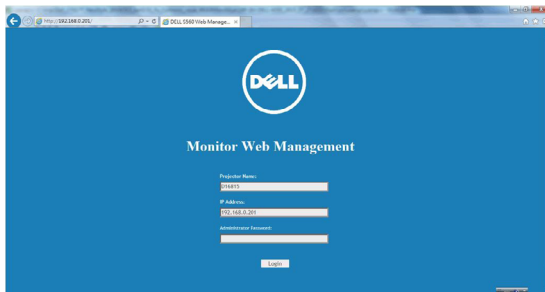 http://192.168.0.201/
DELL S560 Web Manage...
DELL
Monitor Web Management
Projector Name:
D16815
IP Address:
192.168.0.201
Administrator Password:
Login